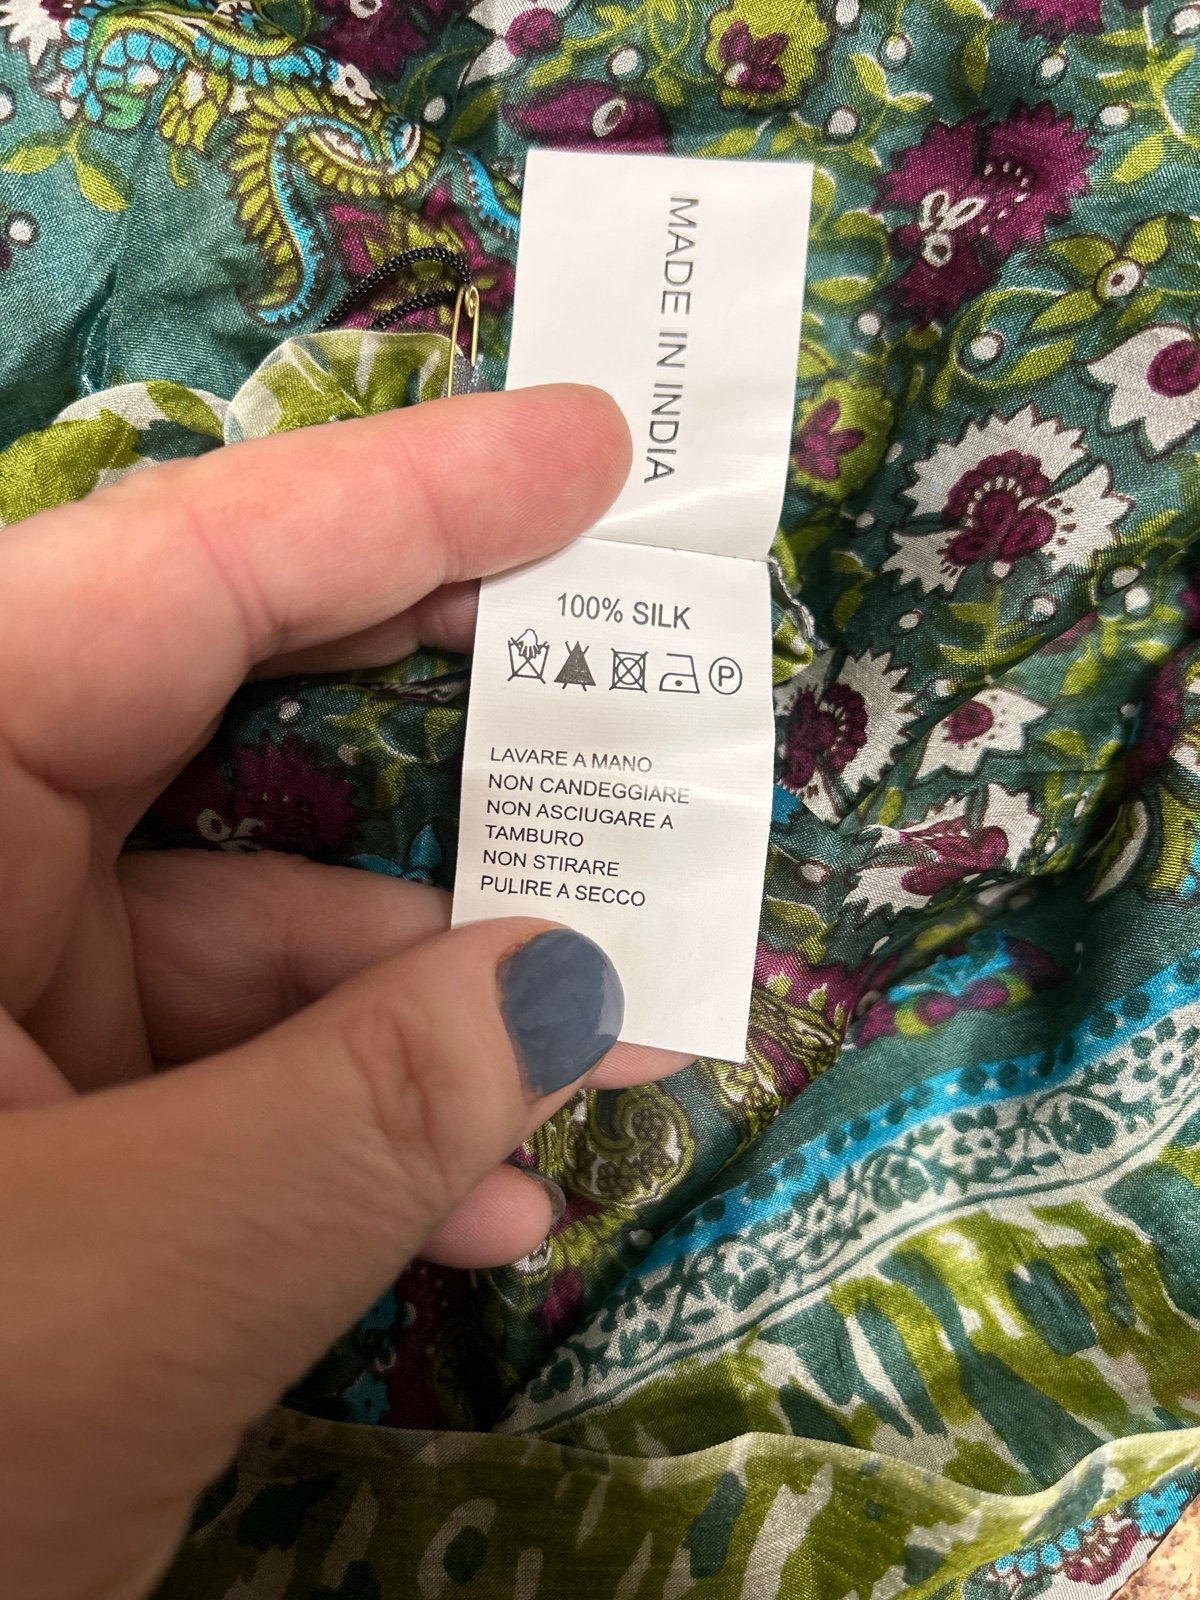 MADE IN INDIA
100% SILK
P
LAVARE A MANO
NON CANDEGGIARE
NON ASCIUGARE A
TAMBURO
NON STIRARE
PULIRE A SECCO